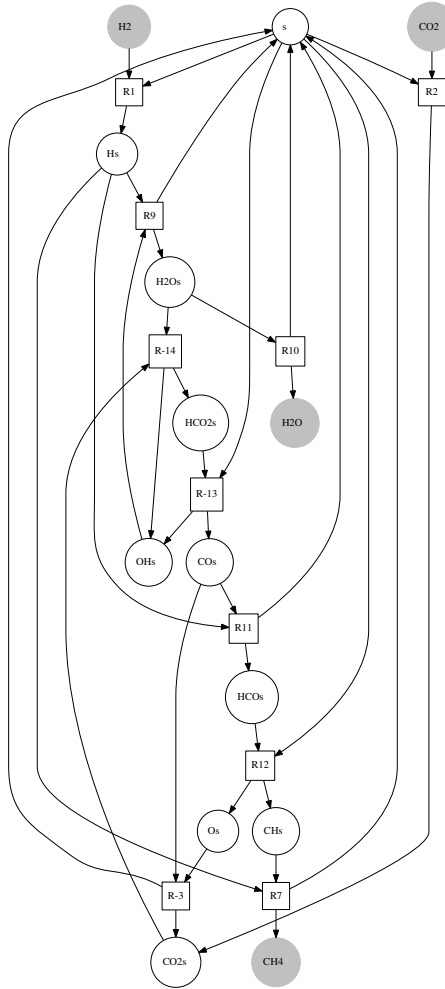 H2
s
CO2
R1
R2
Hs
R9
H2Os
R-14
R10
HCO2s
H2O
R-13
OHs
COs
R11
HCOs
R12
Os
CHs
R-3
R7
CO2s
CH4